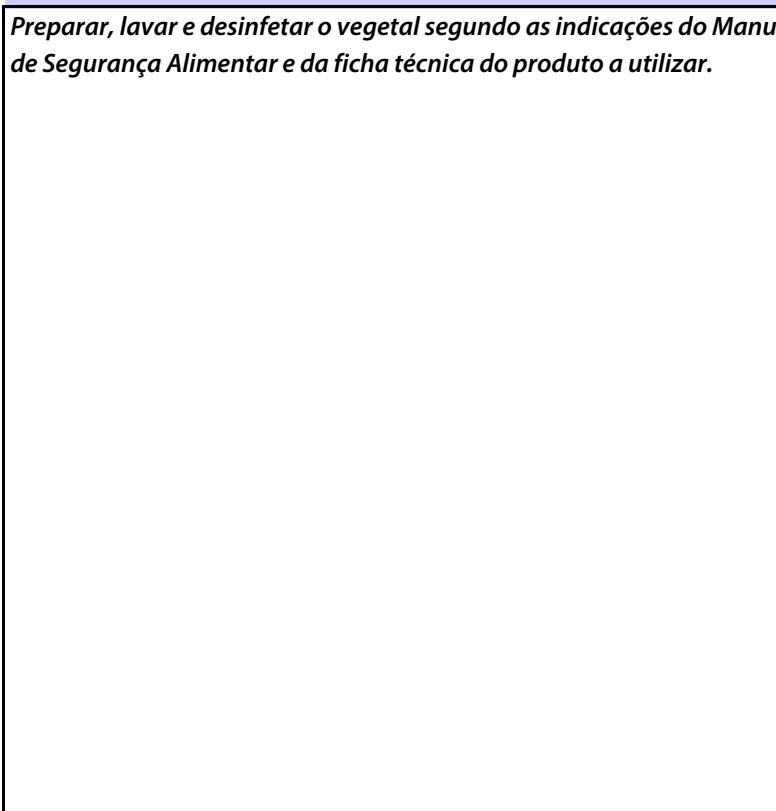 Preparar, lavar e desinfetar o vegetal segundo as indicações do Manu
de Segurança Alimentar e da ficha técnica do produto a utilizar.